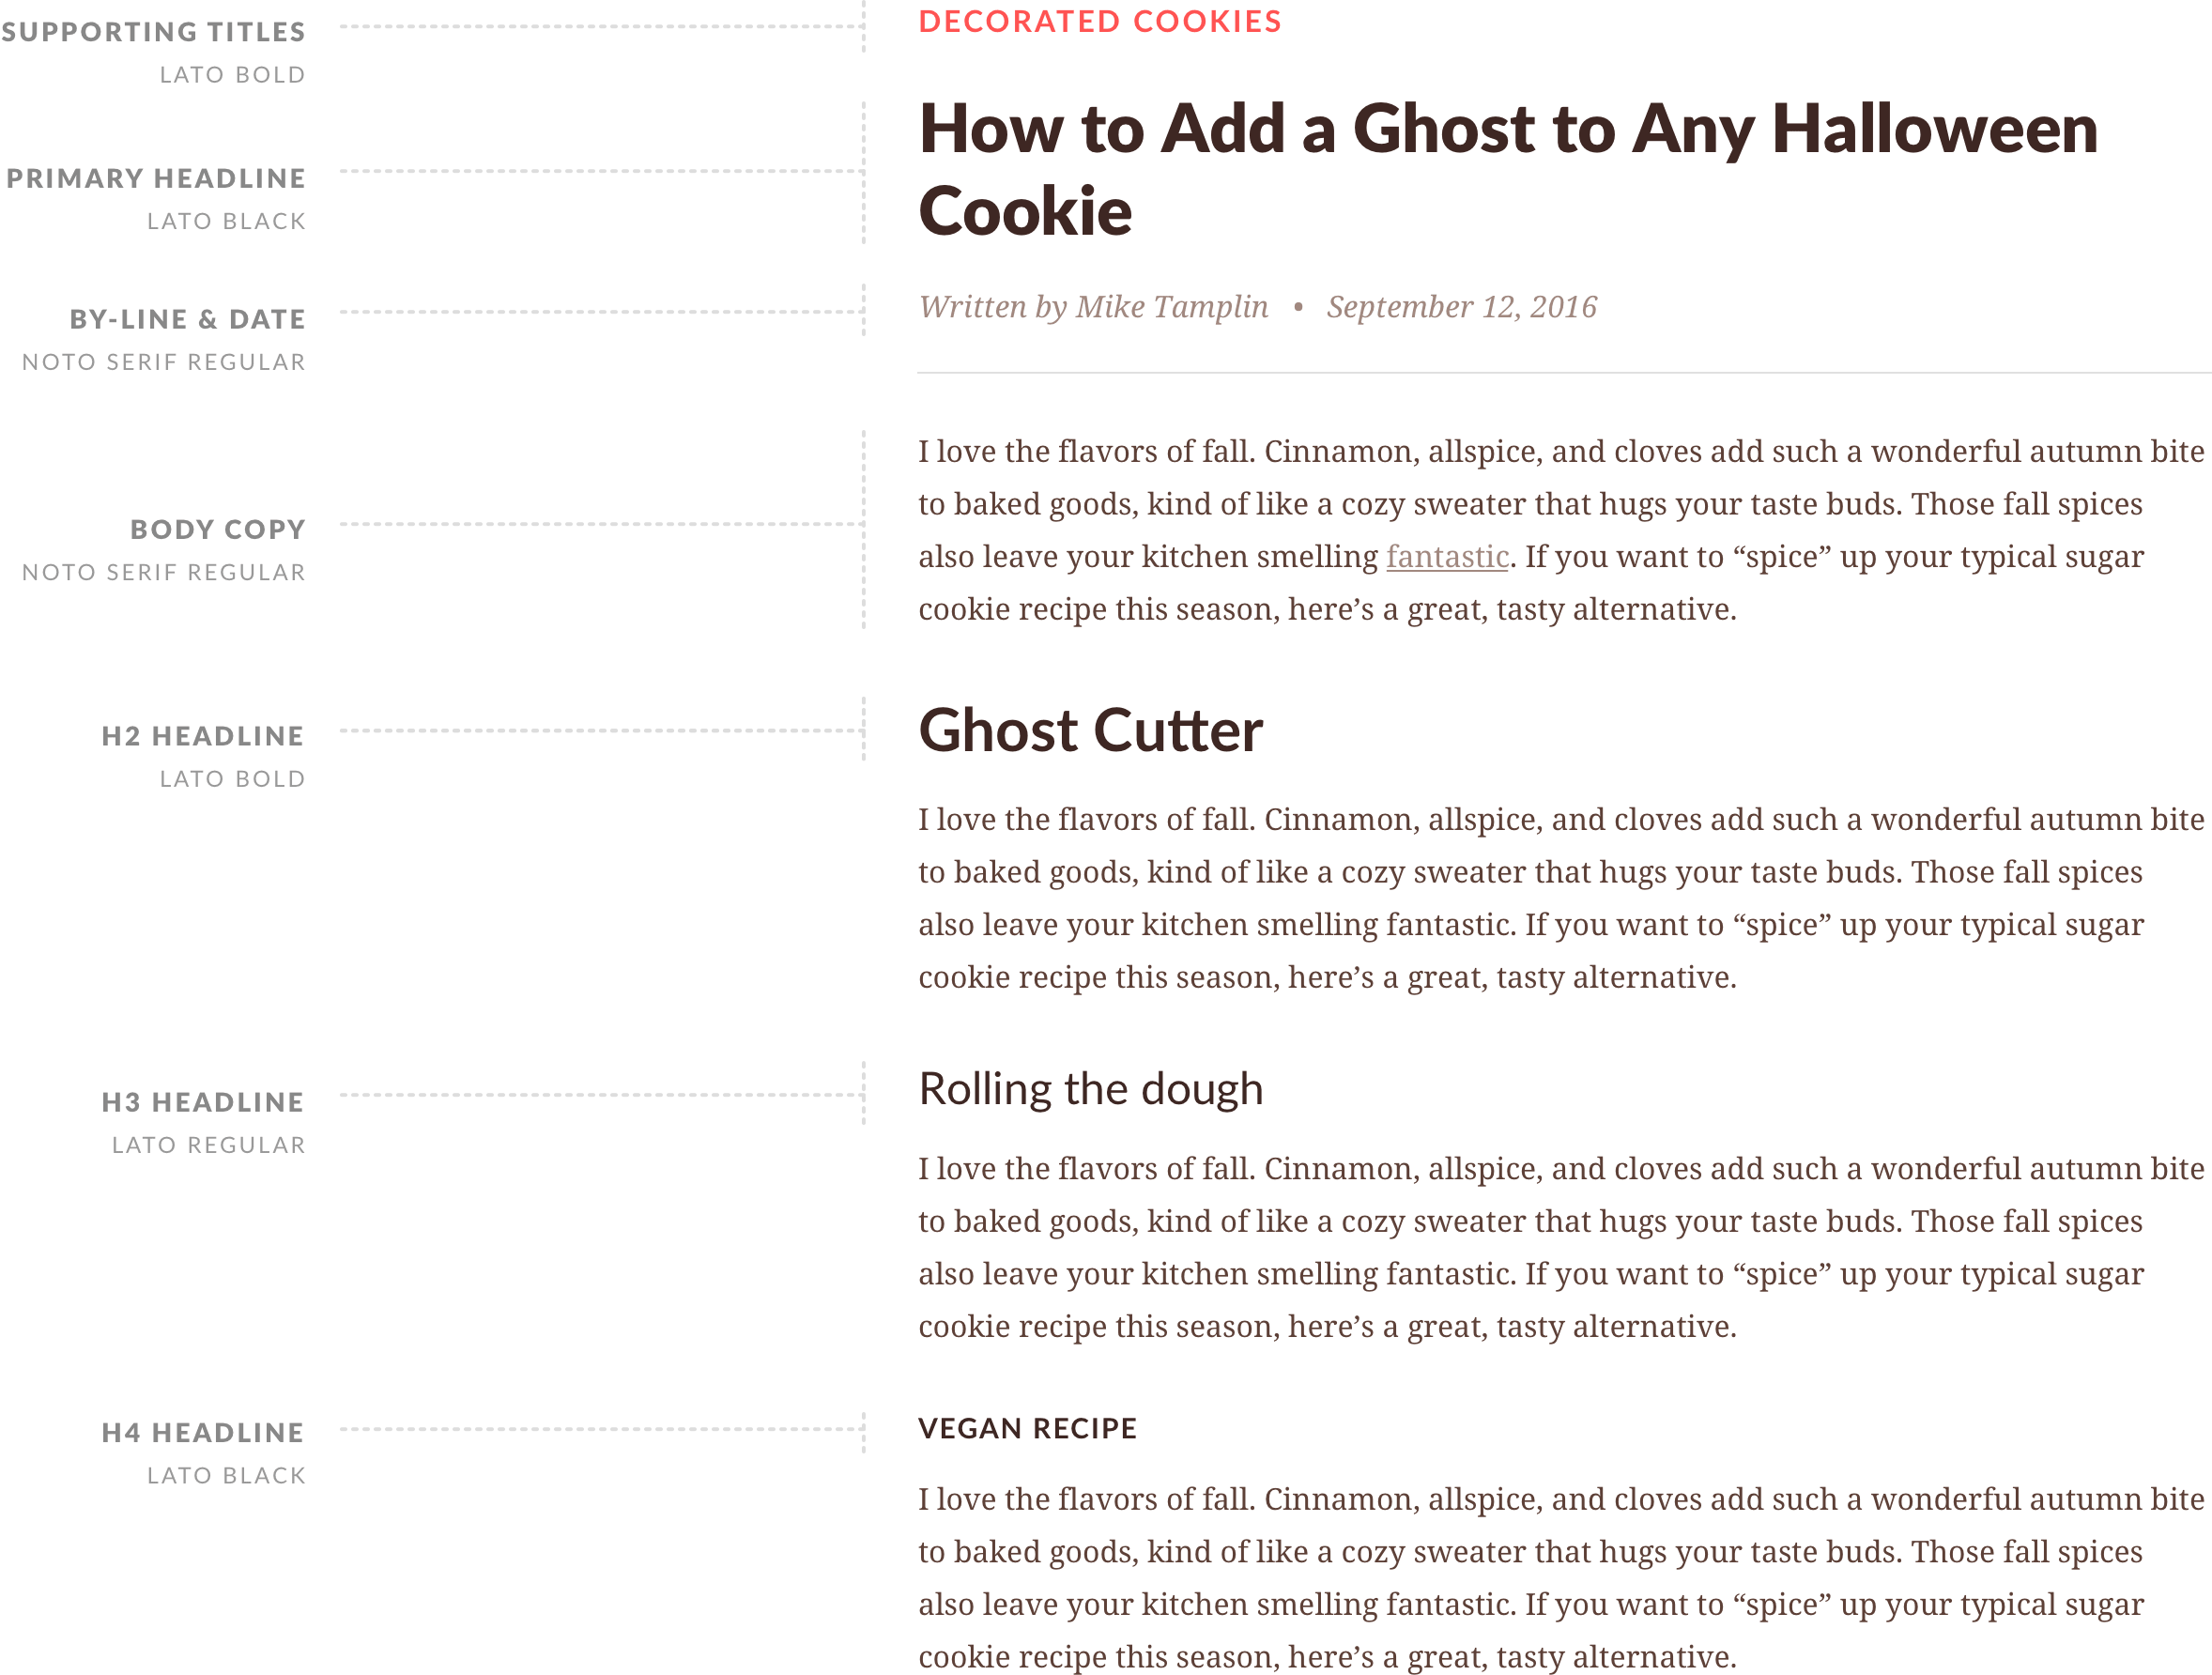 SUPPORTING TITLES
LATO BOLD
DECORATED COOKIES
PRIMARY HEADLINE
LATO BLACK
How to Add a Ghost to Any Halloween
Cookie
BY-LINE & DATE
NOTO SERIF REGULAR
Written by Mike Tamplin • September 12, 2016
BODY COPY
NOTO SERIF REGULAR
I love the flavors of fall. Cinnamon, allspice, and cloves add such a wonderful autumn bite
to baked goods, kind of like a cozy sweater that hugs your taste buds. Those fall spices
also leave your kitchen smelling fantastic. If you want to “spice” up your typical sugar
cookie recipe this season, here’s a great, tasty alternative.
H2 HEADLINE
LATO BOLD
Ghost Cutter
I love the flavors of fall. Cinnamon, allspice, and cloves add such a wonderful autumn bite
to baked goods, kind of like a cozy sweater that hugs your taste buds. Those fall spices
also leave your kitchen smelling fantastic. If you want to “spice” up your typical sugar
cookie recipe this season, here’s a great, tasty alternative.
H3 HEADLINE
LATO REGULAR
Rolling the dough
I love the flavors of fall. Cinnamon, allspice, and cloves add such a wonderful autumn bite
to baked goods, kind of like a cozy sweater that hugs your taste buds. Those fall spices
also leave your kitchen smelling fantastic. If you want to “spice” up your typical sugar
cookie recipe this season, here’s a great, tasty alternative.
H4 HEADLINE
LATO BLACK
VEGAN RECIPE
I love the flavors of fall. Cinnamon, allspice, and cloves add such a wonderful autumn bite
to baked goods, kind of like a cozy sweater that hugs your taste buds. Those fall spices
also leave your kitchen smelling fantastic. If you want to “spice” up your typical sugar
cookie recipe this season, here’s a great, tasty alternative.